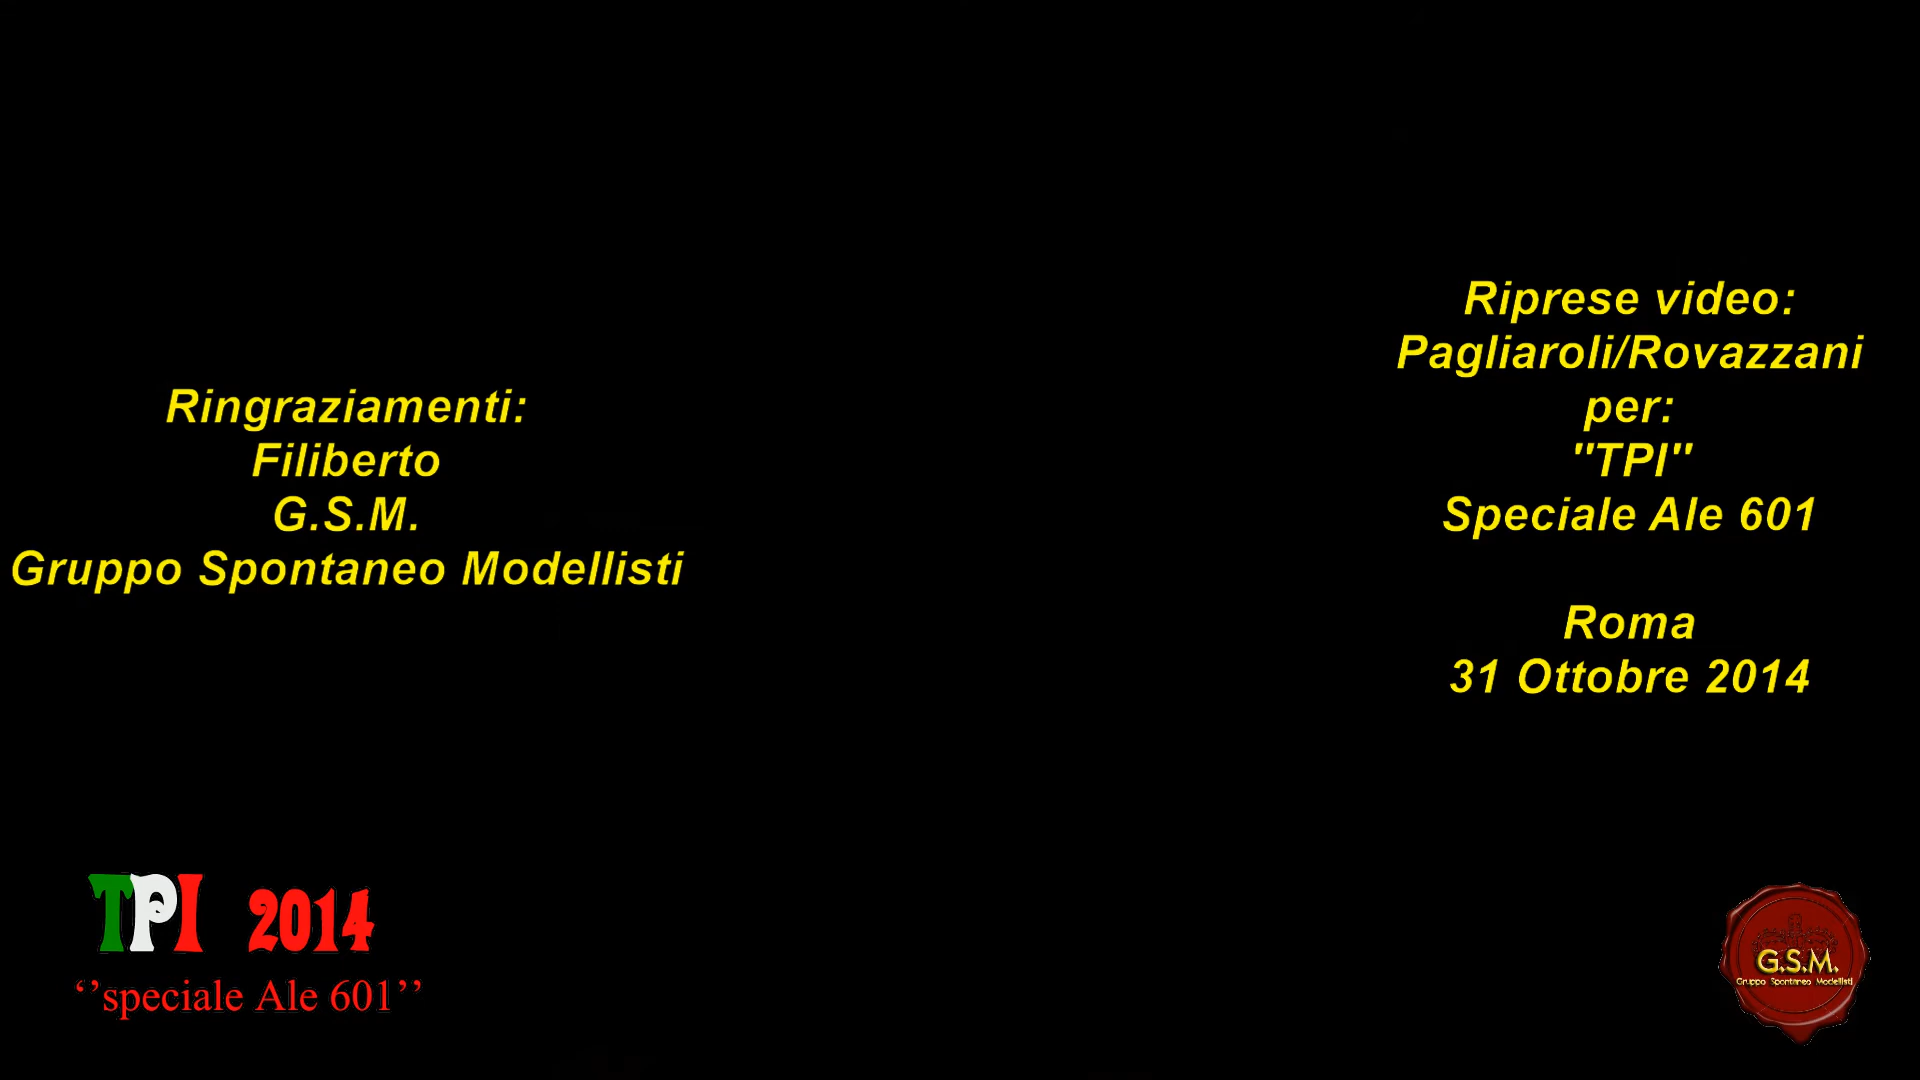 Ringraziamenti:
Filiberto
G.S.M.
Gruppo Spontaneo Modellisti
Riprese video:
Pagliaroli/Rovazzani
per:
"TPI"
Speciale Ale 601
Roma
31 Ottobre 2014
TPI 2014
‘’speciale Ale 601’’
G.S.M.
Gruppo Spontaneo Modellisti